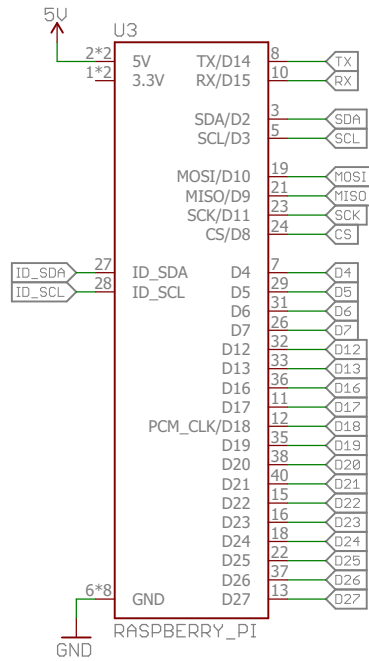 5V
U3
2*2 5V TX/D14 8 TX
1*2 3.3V RX/D15 10 RX
SDA/D2 3 SDA
SCL/D3 5 SCL
MOSI/D10 19 MOSI
MISO/D9 21 MISO
SCK/D11 23 SCK
CS/D8 24 CS
ID_SDA 27 ID_SDA D4 7 D4
ID_SCL 28 ID_SCL D5 29 D5
D6 31 D6
D7 26 D7
D12 32 D12
D13 33 D13
D16 36 D16
D17 11 D17
PCM_CLK/D18 12 D18
D19 35 D19
D20 38 D20
D21 40 D21
D22 15 D22
D23 16 D23
D24 18 D24
D25 22 D25
D26 37 D26
6*8 GND D27 13 D27
RASPBERRY_PI
GND